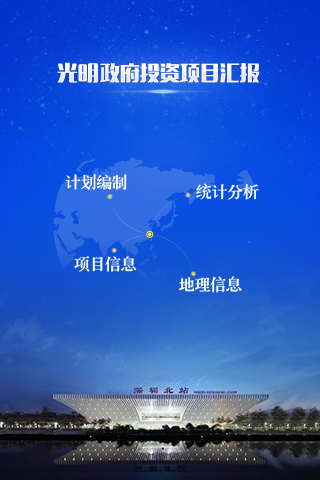 光明政府投资项目汇报
计划编制
统计分析
项目信息
地理信息
深圳北站